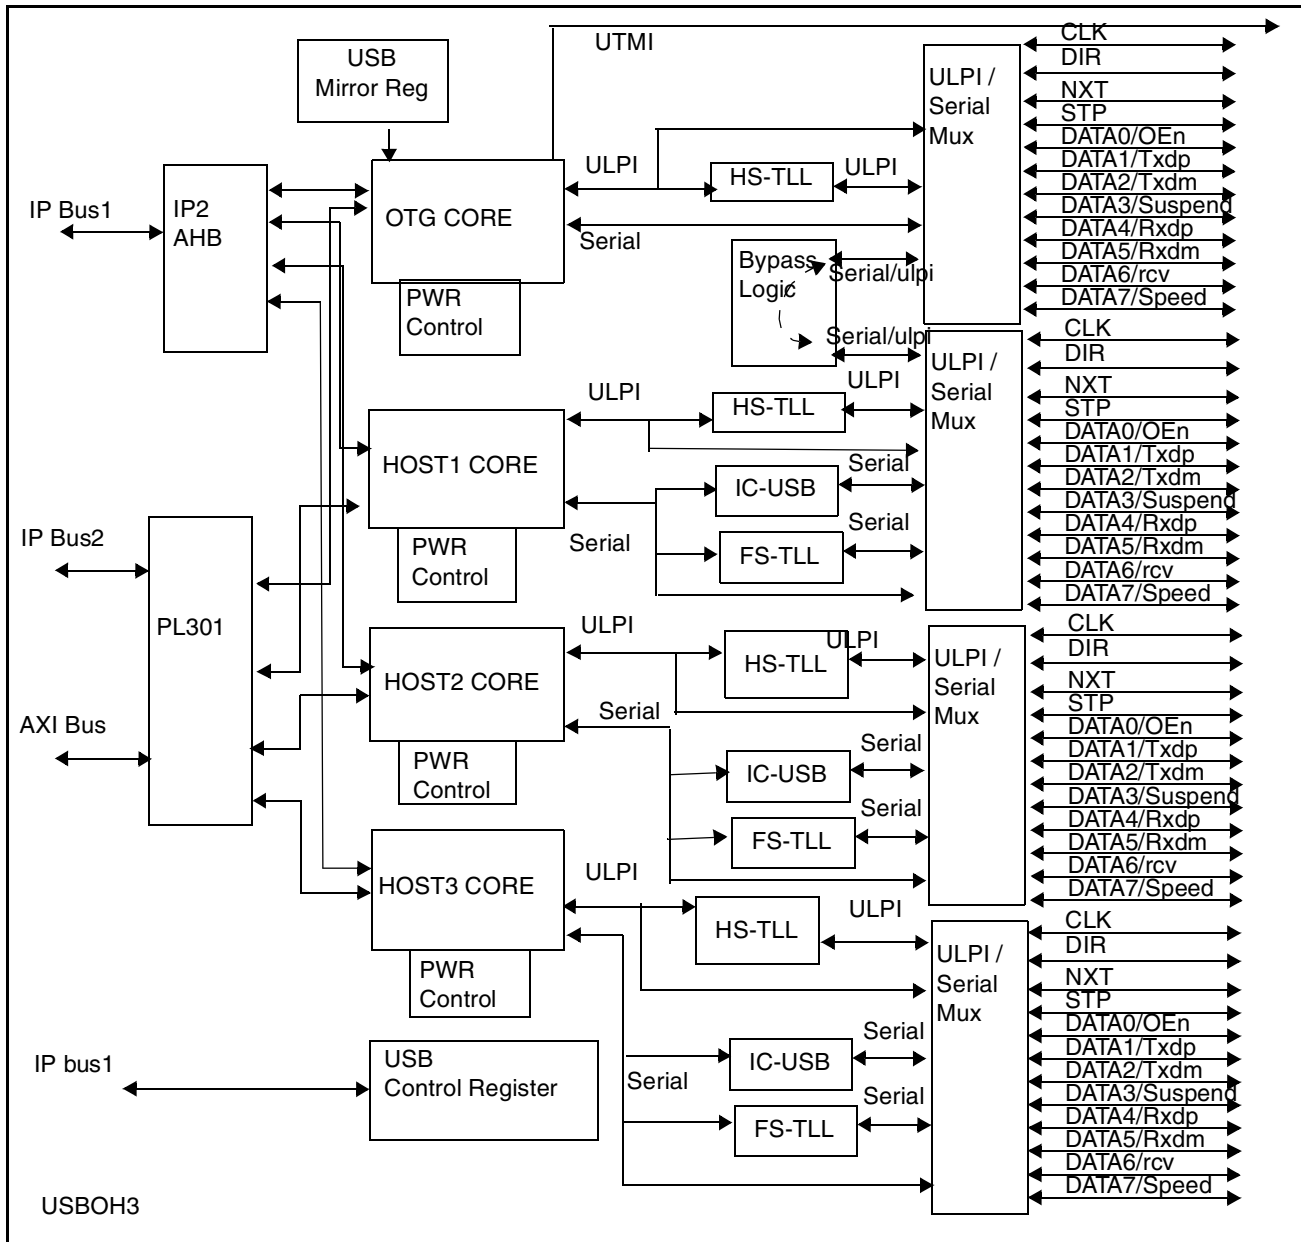 UTMI
USB
Mirror Reg
IP Bus1
IP2
AHB
OTG CORE
PWR
Control
ULPI
Serial
HS-TLL
ULPI
Bypass
Logic
Serial/ulpi
Serial/ulpi
ULPI /
Serial
Mux
CLK
DIR
NXT
STP
DATA0/OEn
DATA1/Txdp
DATA2/Txdm
DATA3/Suspend
DATA4/Rxdp
DATA5/Rxdm
DATA6/rcv
DATA7/Speed
HOST1 CORE
PWR
Control
ULPI
Serial
HS-TLL
ULPI
IC-USB
Serial
FS-TLL
Serial
ULPI /
Serial
Mux
CLK
DIR
NXT
STP
DATA0/OEn
DATA1/Txdp
DATA2/Txdm
DATA3/Suspend
DATA4/Rxdp
DATA5/Rxdm
DATA6/rcv
DATA7/Speed
IP Bus2
PL301
AXI Bus
HOST2 CORE
PWR
Control
ULPI
Serial
HS-TLL
ULPI
IC-USB
Serial
FS-TLL
Serial
ULPI /
Serial
Mux
CLK
DIR
NXT
STP
DATA0/OEn
DATA1/Txdp
DATA2/Txdm
DATA3/Suspend
DATA4/Rxdp
DATA5/Rxdm
DATA6/rcv
DATA7/Speed
HOST3 CORE
PWR
Control
ULPI
Serial
HS-TLL
ULPI
IC-USB
Serial
FS-TLL
Serial
ULPI /
Serial
Mux
CLK
DIR
NXT
STP
DATA0/OEn
DATA1/Txdp
DATA2/Txdm
DATA3/Suspend
DATA4/Rxdp
DATA5/Rxdm
DATA6/rcv
DATA7/Speed
IP bus1
USB
Control Register
USBOH3